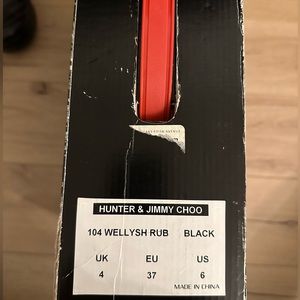 HUNTER & JIMMY CHOO
104 WELLYSH RUB BLACK
UK EU US
4 37 6
MADE IN CHINA